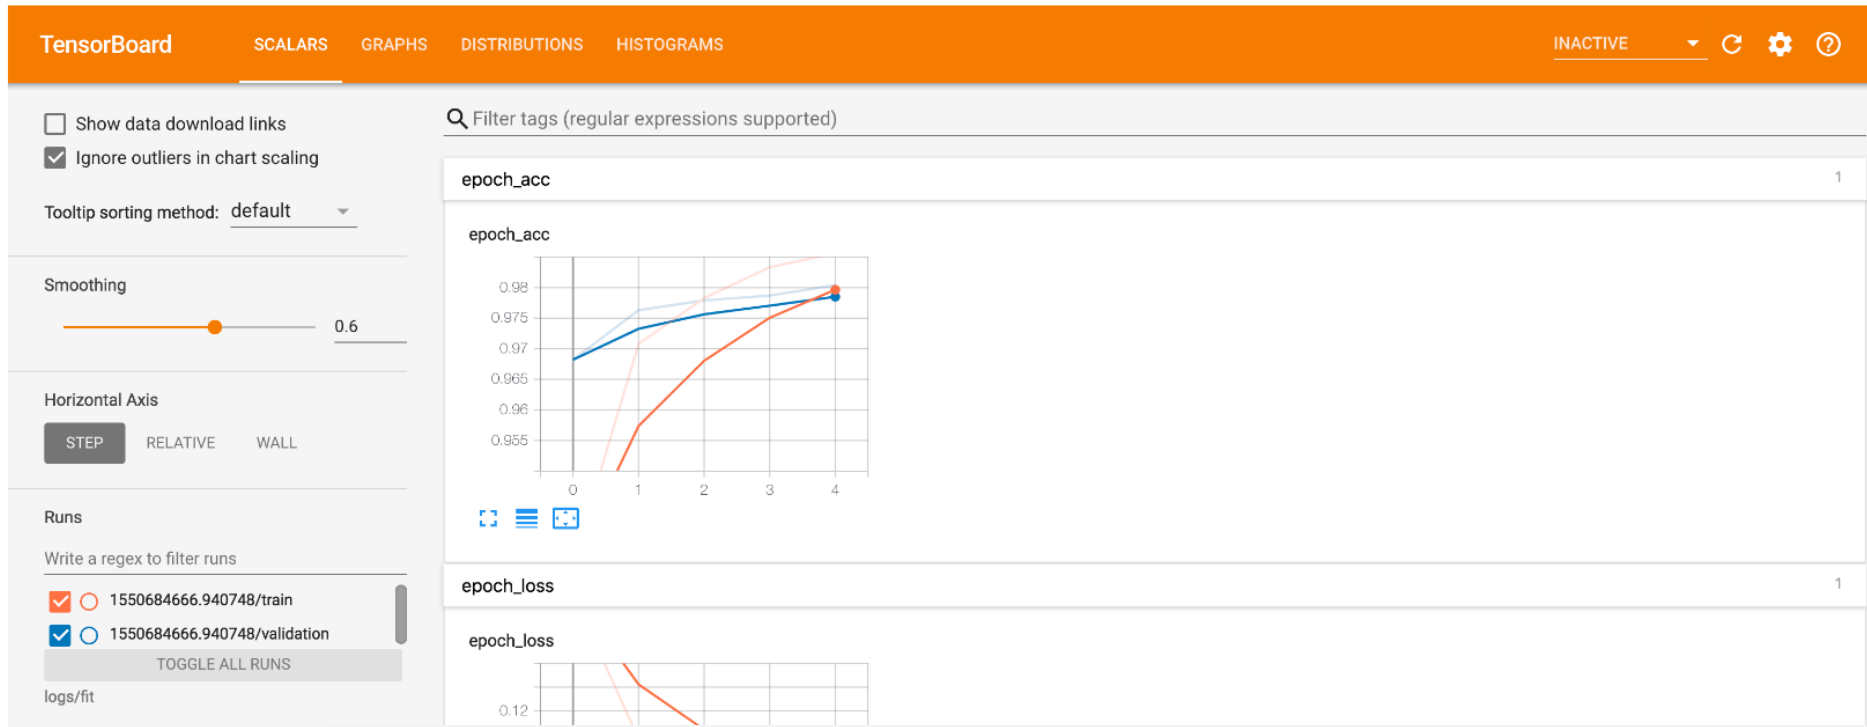 TensorBoard SCALARS GRAPHS DISTRIBUTIONS HISTOGRAMS INACTIVE
Show data download links
Ignore outliers in chart scaling
Tooltip sorting method: default
Smoothing
0.6
Horizontal Axis
STEP RELATIVE WALL
Runs
Write a regex to filter runs
1550684666.940748/train
1550684666.940748/validation
TOGGLE ALL RUNS
logs/fit
Filter tags (regular expressions supported)
epoch_acc 1
epoch_acc
0.98
0.975
0.97
0.965
0.96
0.955
0 1 2 3 4
epoch_loss 1
epoch_loss
0.12